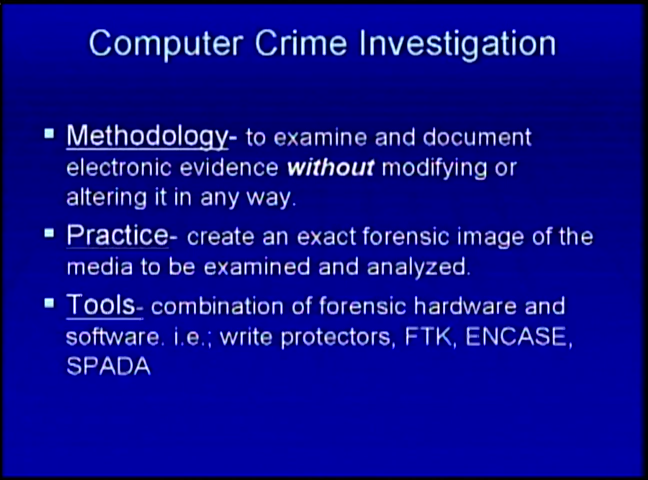 Computer Crime Investigation
▪ Methodology- to examine and document
electronic evidence without modifying or
altering it in any way.
▪ Practice- create an exact forensic image of the
media to be examined and analyzed.
▪ Tools- combination of forensic hardware and
software. i.e.; write protectors, FTK, ENCASE,
SPADA